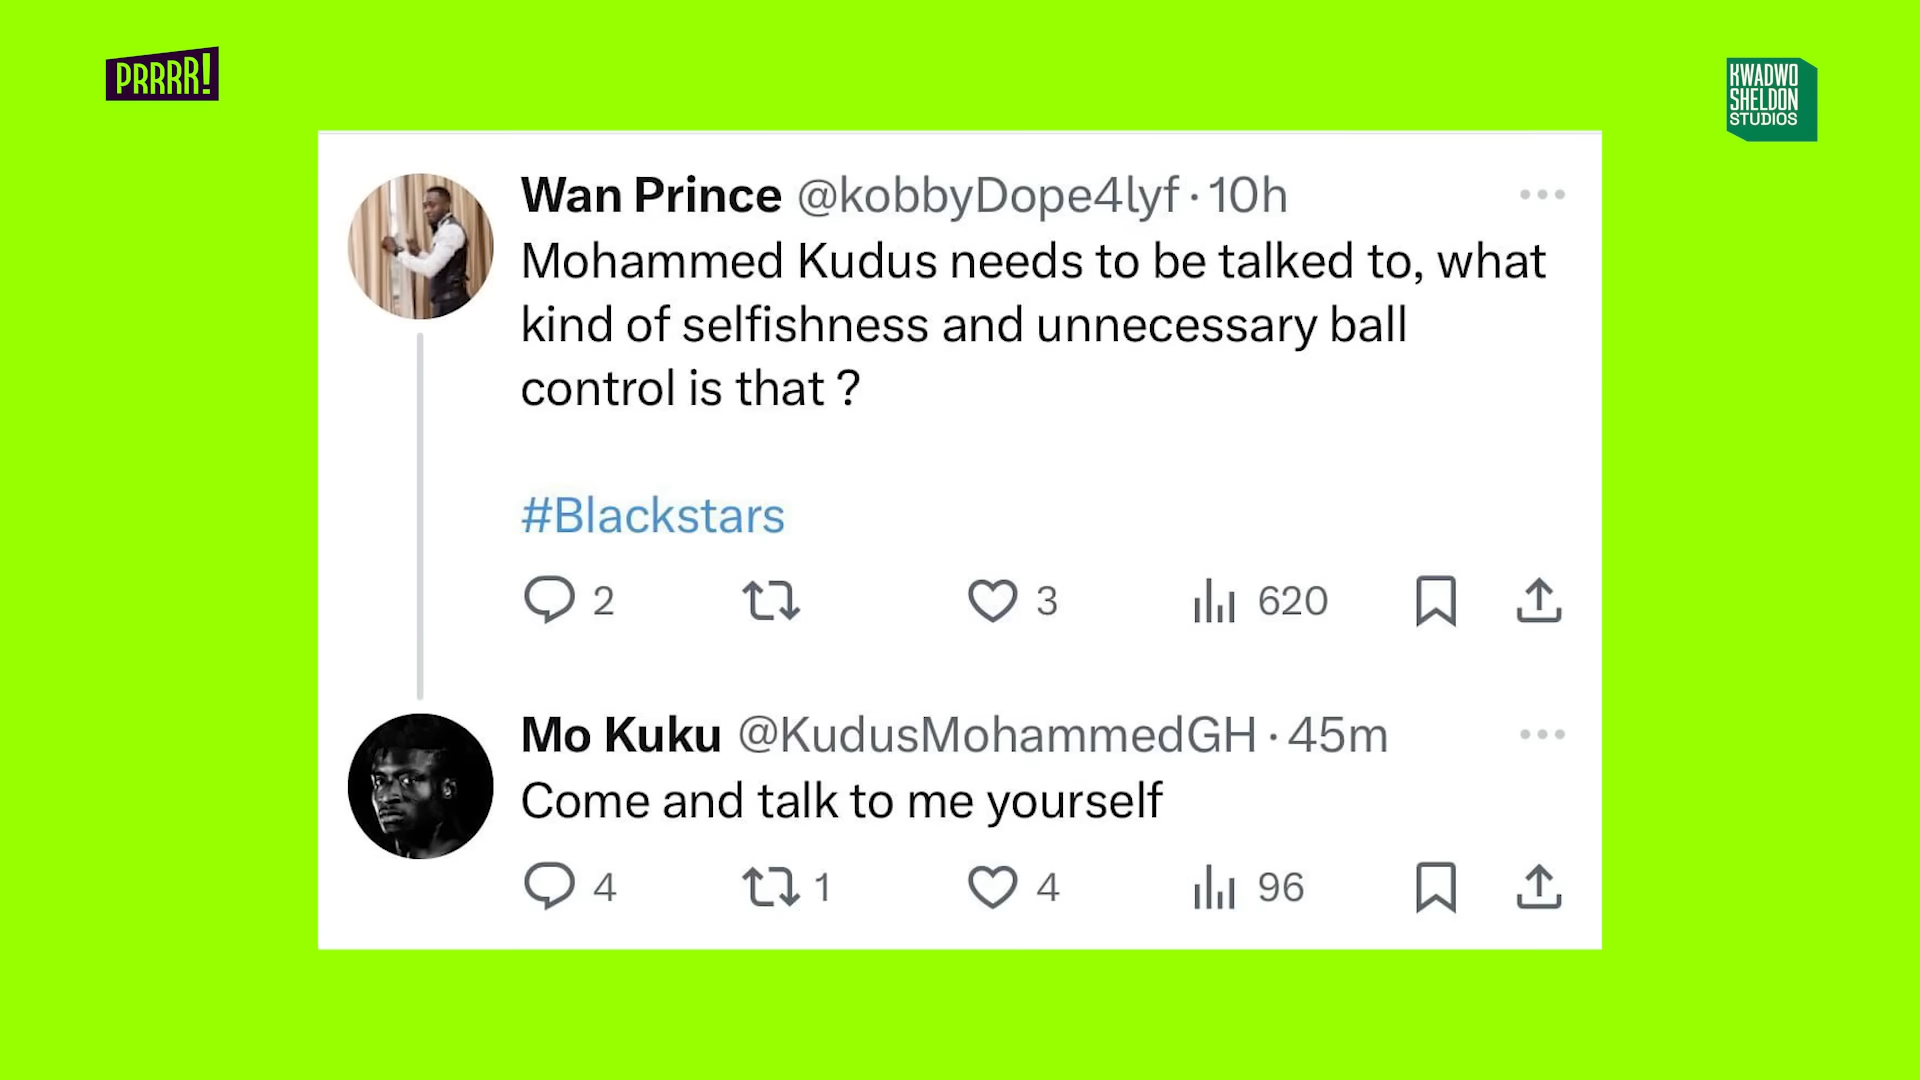 PRRRR!
KWADWO
SHELDON
STUDIOS
Wan Prince @kobbyDope4lyf · 10h
Mohammed Kudus needs to be talked to, what
kind of selfishness and unnecessary ball
control is that ?
#Blackstars
2 3 620
Mo Kuku @KudusMohammedGH · 45m
Come and talk to me yourself
4 1 4 96